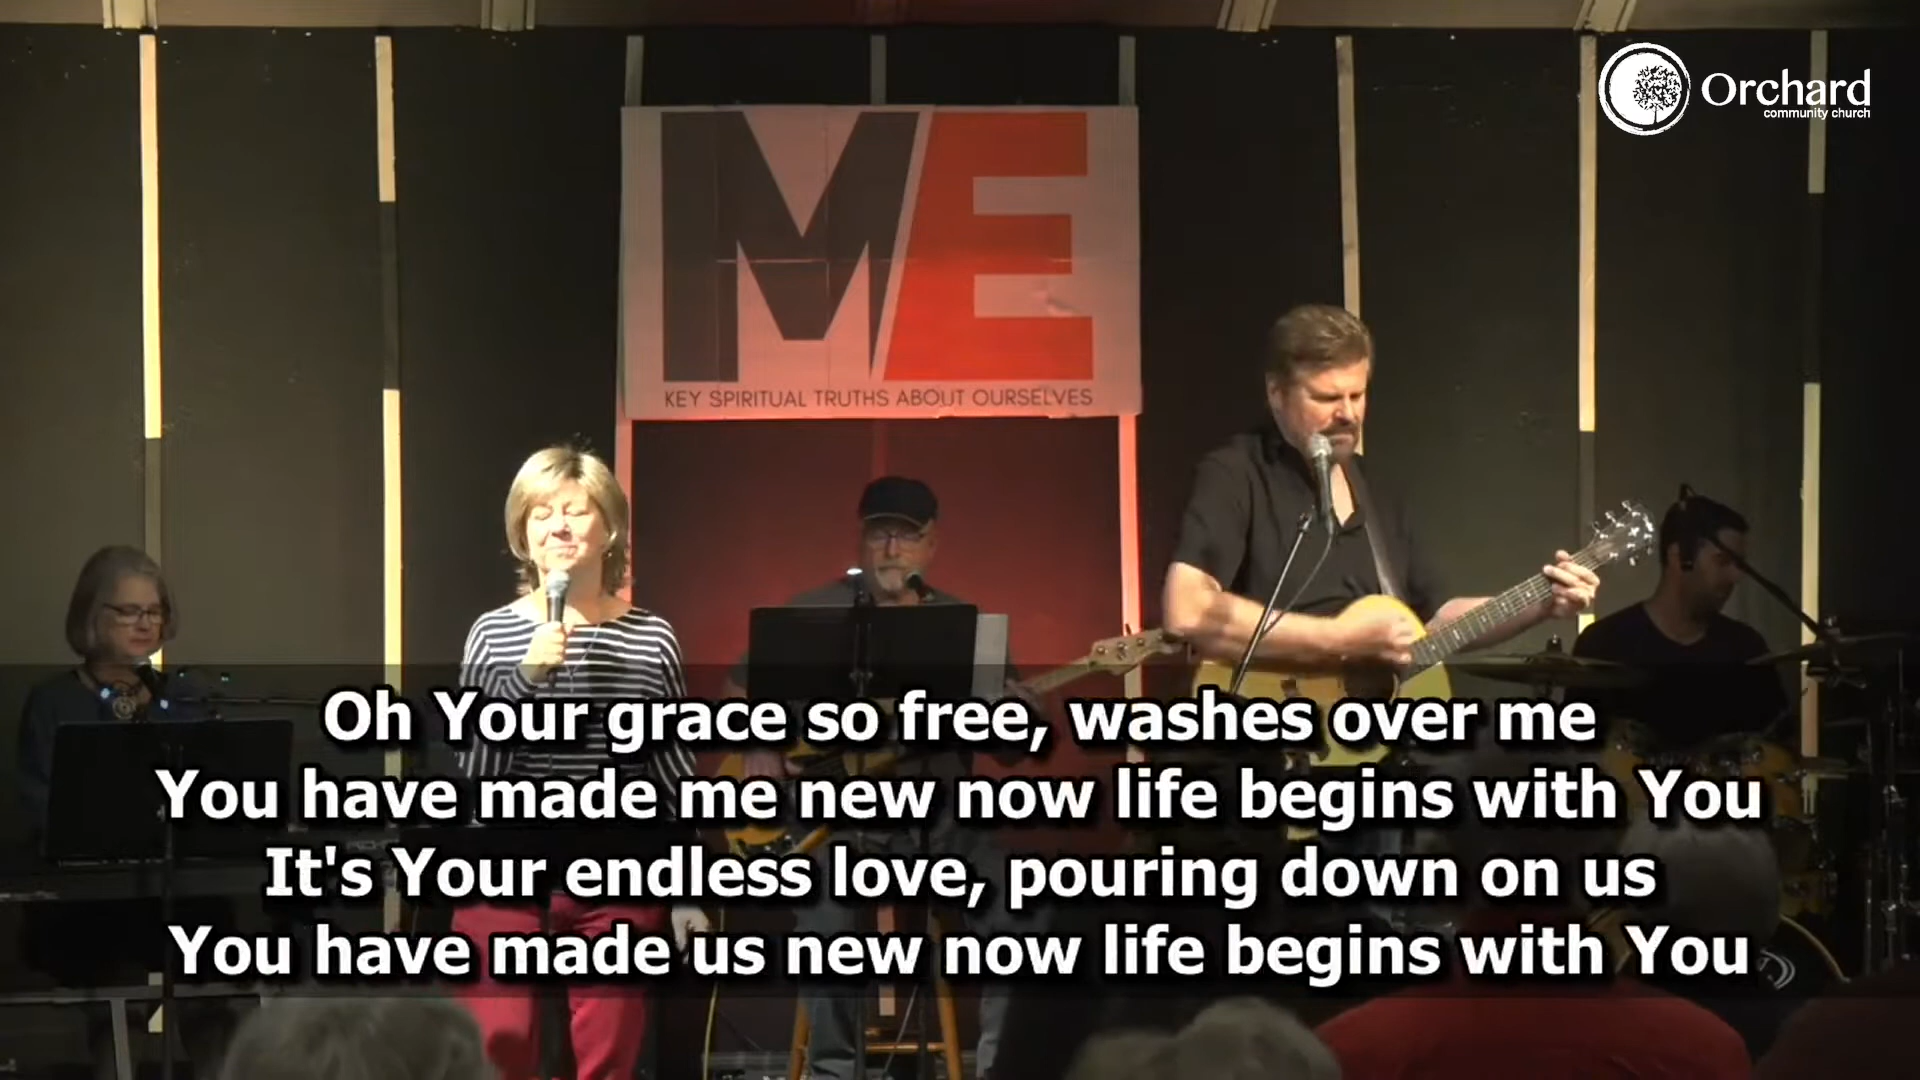 Orchard
community church
ME
KEY SPIRITUAL TRUTHS ABOUT OURSELVES
Oh Your grace so free, washes over me
You have made me new now life begins with You
It's Your endless love, pouring down on us
You have made us new now life begins with You